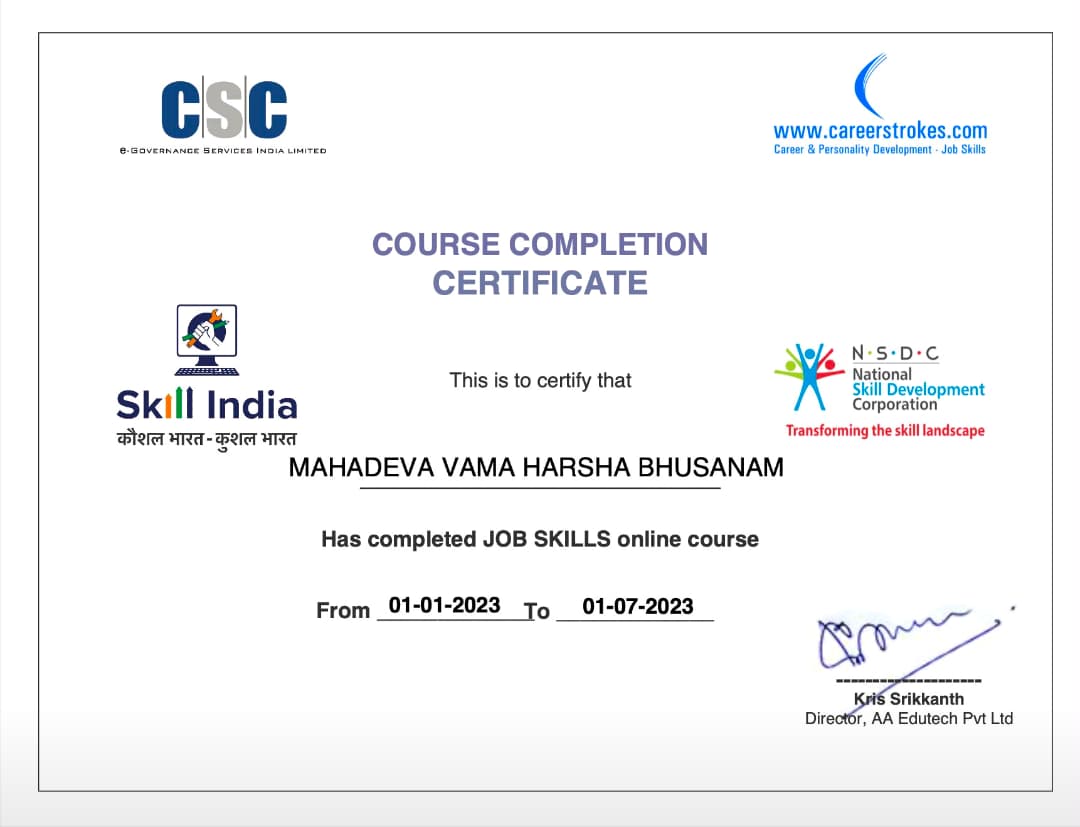 CSC
e-Governance Services India Limited
www.careerstrokes.com
Career & Personality Development - Job Skills
COURSE COMPLETION
CERTIFICATE
Skill India
कौशल भारत - कुशल भारत
N·S·D·C
National
Skill Development
Corporation
Transforming the skill landscape
This is to certify that
MAHADEVA VAMA HARSHA BHUSANAM
Has completed JOB SKILLS online course
From 01-01-2023 To 01-07-2023
Kris Srikkanth
Director, AA Edutech Pvt Ltd